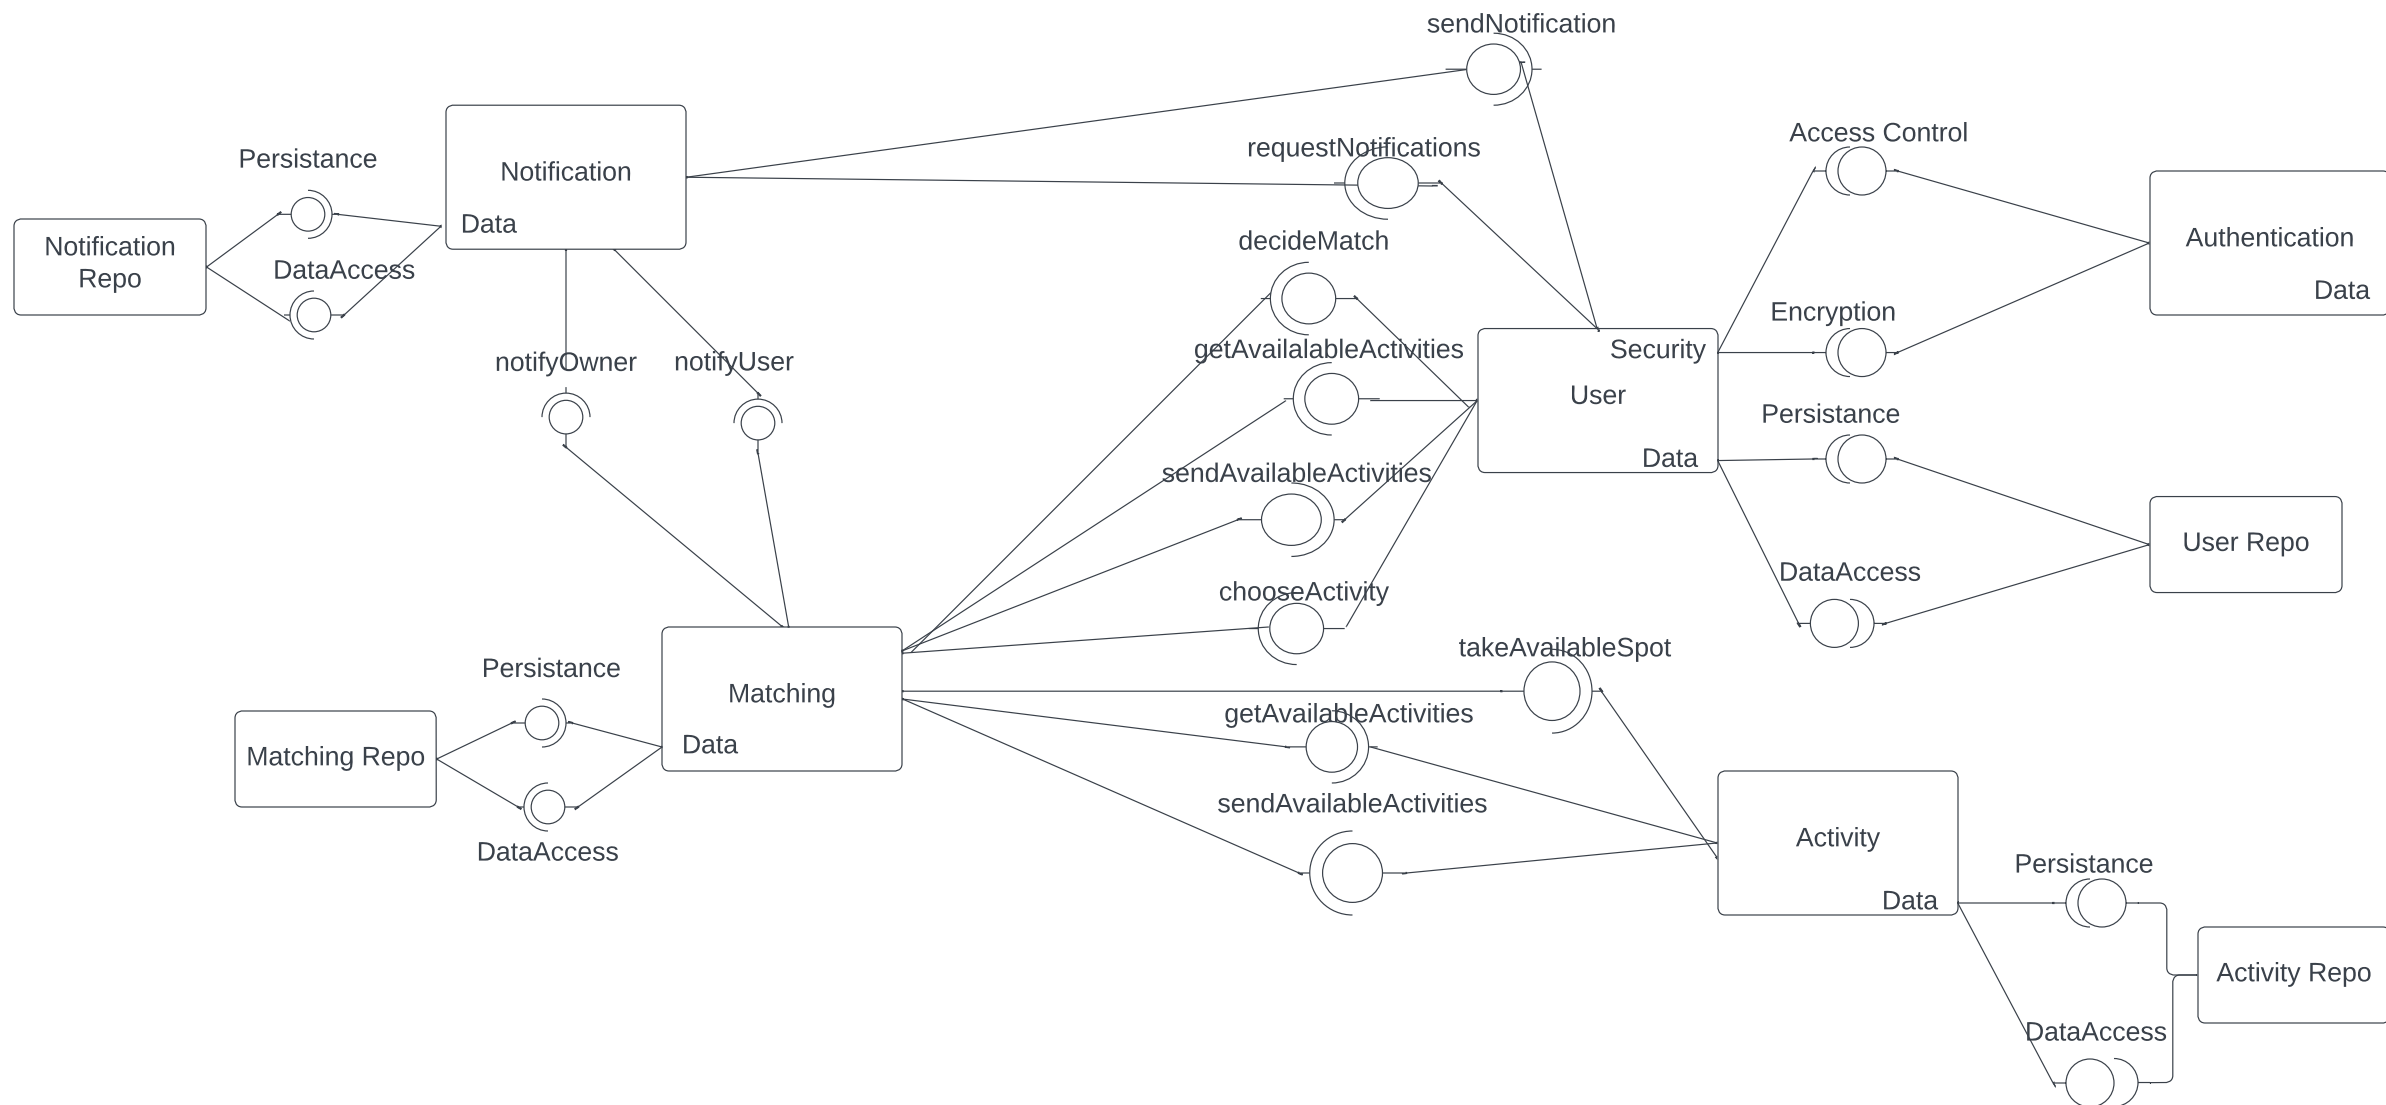 sendNotification
Access Control
requestNotifications
Persistance
Notification
Data
Notification
Repo
DataAccess
Authentication
Data
decideMatch
Encryption
getAvailalableActivities
Security
User
Data
notifyOwner
notifyUser
Persistance
sendAvailableActivities
User Repo
DataAccess
chooseActivity
takeAvailableSpot
Persistance
Matching
Data
getAvailableActivities
Matching Repo
sendAvailableActivities
DataAccess
Activity
Data
Persistance
Activity Repo
DataAccess